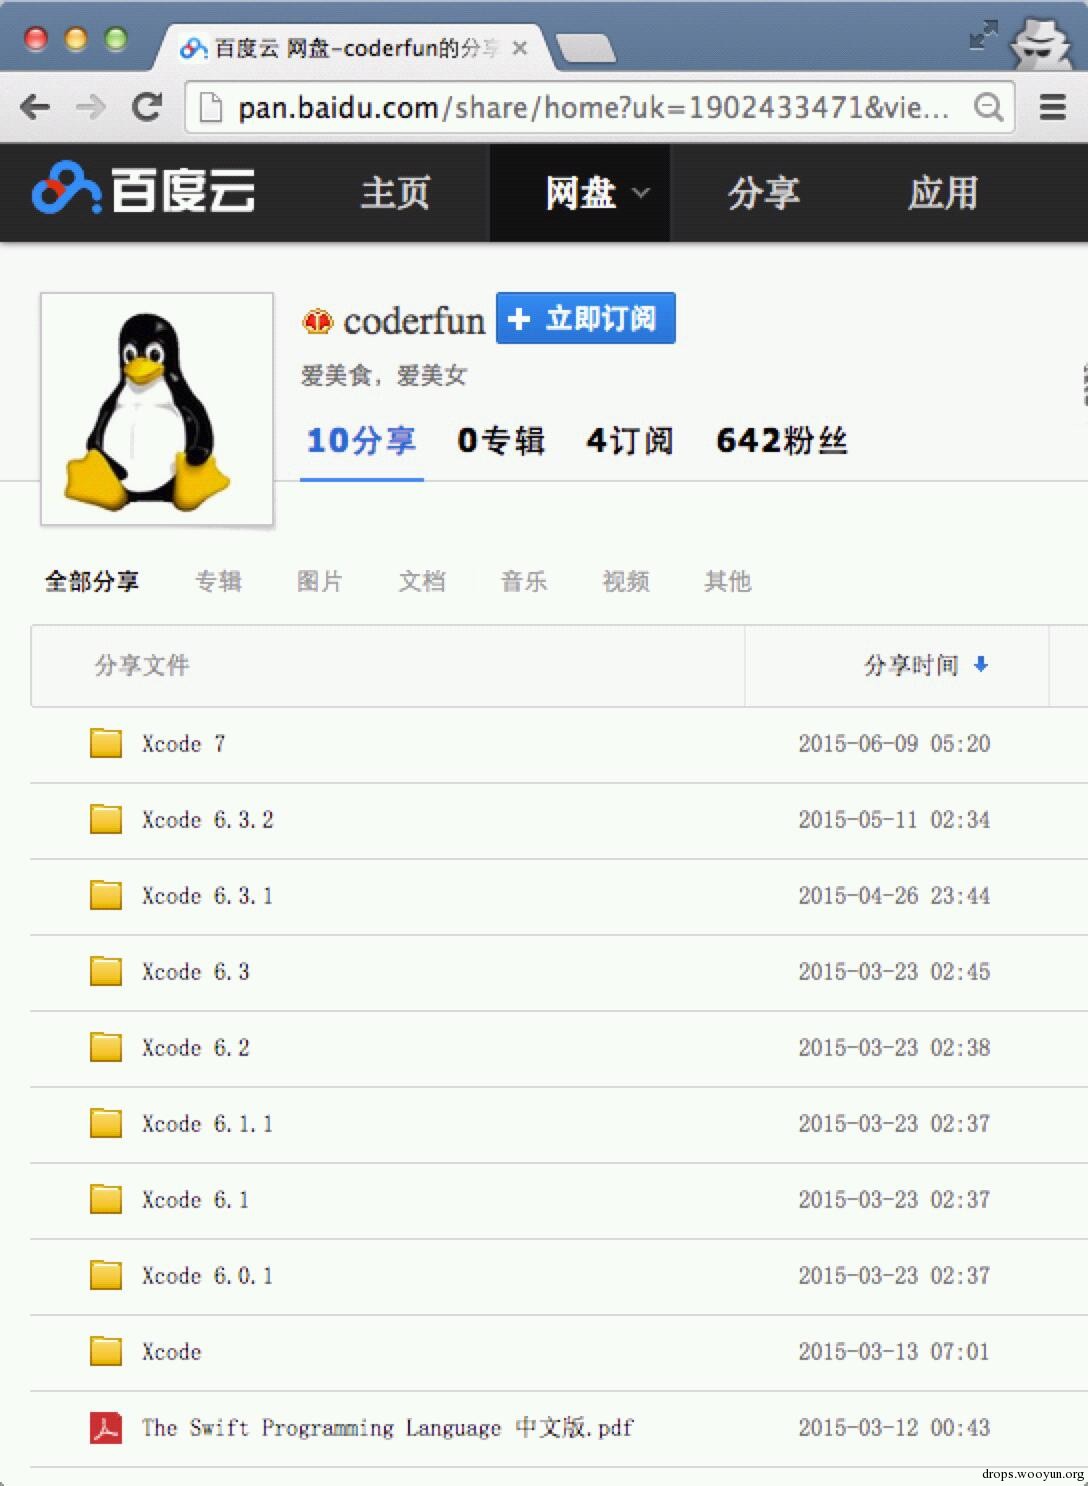 百度云 网盘-coderfun的分享
pan.baidu.com/share/home?uk=1902433471&vie...
百度云 主页 网盘 分享 应用
coderfun + 立即订阅
爱美食，爱美女
10分享 0专辑 4订阅 642粉丝
全部分享 专辑 图片 文档 音乐 视频 其他
分享文件 分享时间
Xcode 7 2015-06-09 05:20
Xcode 6.3.2 2015-05-11 02:34
Xcode 6.3.1 2015-04-26 23:44
Xcode 6.3 2015-03-23 02:45
Xcode 6.2 2015-03-23 02:38
Xcode 6.1.1 2015-03-23 02:37
Xcode 6.1 2015-03-23 02:37
Xcode 6.0.1 2015-03-23 02:37
Xcode 2015-03-13 07:01
The Swift Programming Language 中文版.pdf 2015-03-12 00:43
drops.wooyun.org